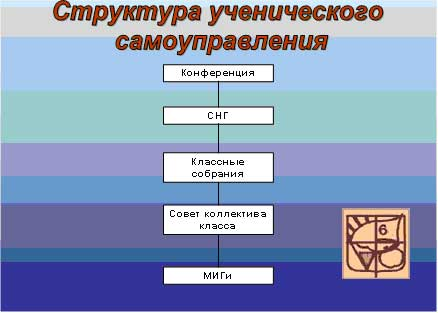 Структура ученического
самоуправления
Конференция
СНГ
Классные
собрания
Совет коллектива
класса
МИГи
6